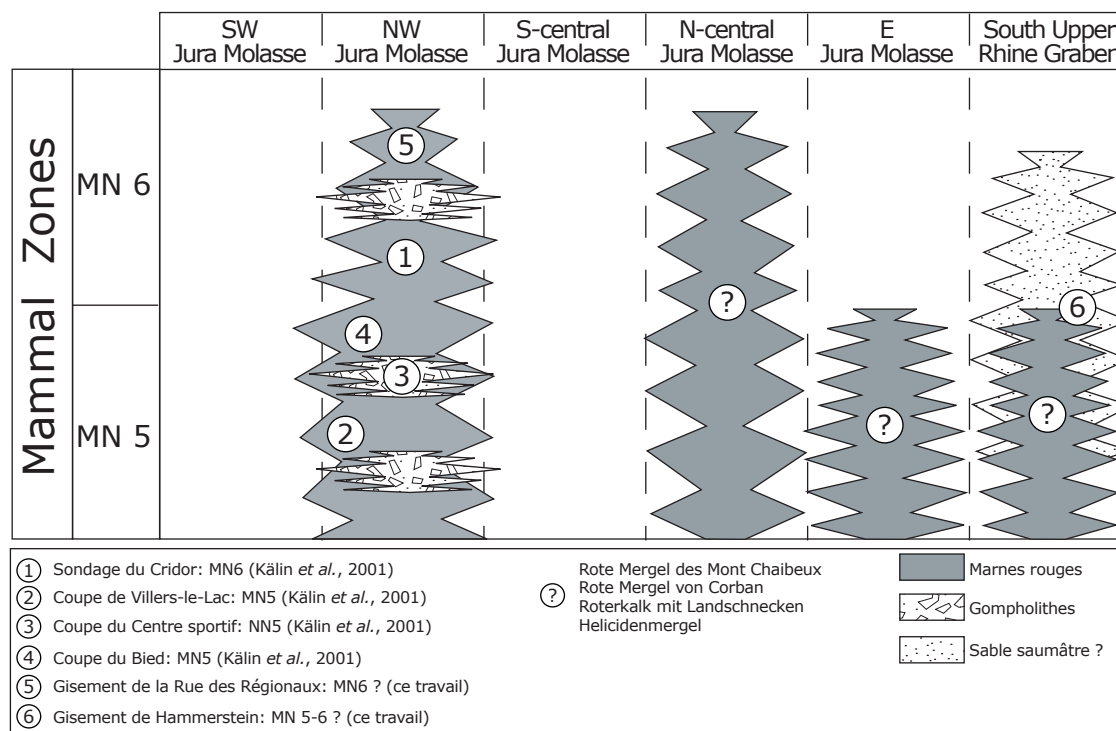 SW
Jura Molasse
NW
Jura Molasse
S-central
Jura Molasse
N-central
Jura Molasse
E
Jura Molasse
South Upper
Rhine Graben
Mammal Zones
MN 6
MN 5
5
1
4
3
2
?
?
6
?
1 Sondage du Cridor: MN6 (Kälin et al., 2001)
2 Coupe de Villers-le-Lac: MN5 (Kälin et al., 2001)
3 Coupe du Centre sportif: NN5 (Kälin et al., 2001)
4 Coupe du Bied: MN5 (Kälin et al., 2001)
5 Gisement de la Rue des Régionaux: MN6 ? (ce travail)
6 Gisement de Hammerstein: MN 5-6 ? (ce travail)
?
Rote Mergel des Mont Chaibeux
Rote Mergel von Corban
Roterkalk mit Landschnecken
Helicidenmergel
Marnes rouges
Gompholithes
Sable saumâtre ?